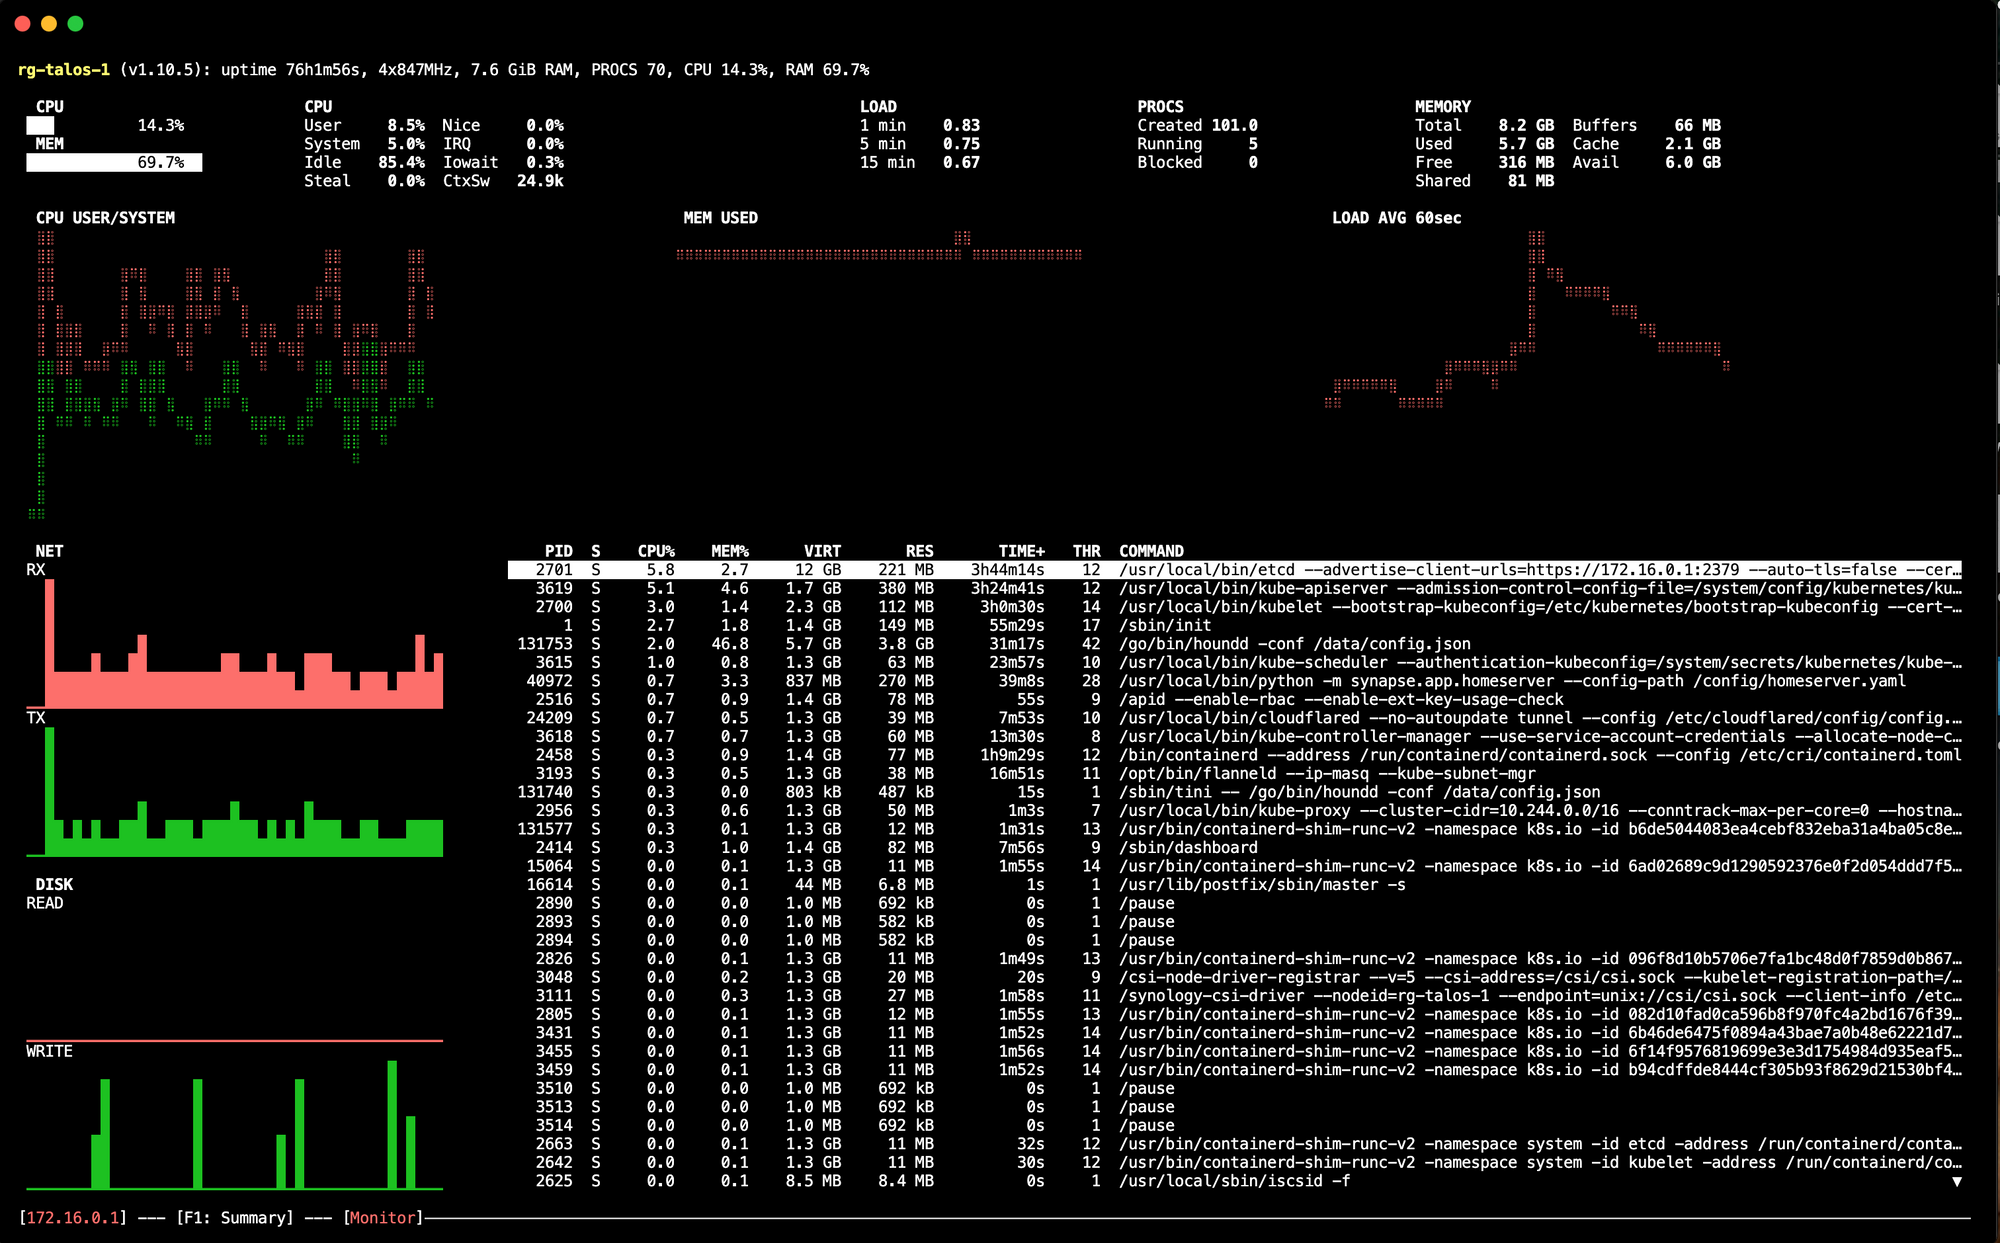 rg-talos-1 (v1.10.5): uptime 76h1m56s, 4x847MHz, 7.6 GiB RAM, PROCS 70, CPU 14.3%, RAM 69.7%
CPU CPU LOAD PROCS MEMORY
14.3% User 8.5% Nice 0.0% 1 min 0.83 Created 101.0 Total 8.2 GB Buffers 66 MB
MEM System 5.0% IRQ 0.0% 5 min 0.75 Running 5 Used 5.7 GB Cache 2.1 GB
69.7% Idle 85.4% Iowait 0.3% 15 min 0.67 Blocked 0 Free 316 MB Avail 6.0 GB
Steal 0.0% CtxSw 24.9k Shared 81 MB
CPU USER/SYSTEM MEM USED LOAD AVG 60sec
NET
RX
TX
DISK
READ
WRITE
PID S CPU% MEM% VIRT RES TIME+ THR COMMAND
2701 S 5.8 2.7 12 GB 221 MB 3h44m14s 12 /usr/local/bin/etcd --advertise-client-urls=https://172.16.0.1:2379 --auto-tls=false --cer…
3619 S 5.1 4.6 1.7 GB 380 MB 3h24m41s 12 /usr/local/bin/kube-apiserver --admission-control-config-file=/system/config/kubernetes/ku…
2700 S 3.0 1.4 2.3 GB 112 MB 3h0m30s 14 /usr/local/bin/kubelet --bootstrap-kubeconfig=/etc/kubernetes/bootstrap-kubeconfig --cert-…
1 S 2.7 1.8 1.4 GB 149 MB 55m29s 17 /sbin/init
131753 S 2.0 46.8 5.7 GB 3.8 GB 31m17s 42 /go/bin/houndd -conf /data/config.json
3615 S 1.0 0.8 1.3 GB 63 MB 23m57s 10 /usr/local/bin/kube-scheduler --authentication-kubeconfig=/system/secrets/kubernetes/kube-…
40972 S 0.7 3.3 837 MB 270 MB 39m8s 28 /usr/local/bin/python -m synapse.app.homeserver --config-path /config/homeserver.yaml
2516 S 0.7 0.9 1.4 GB 78 MB 55s 9 /apid --enable-rbac --enable-ext-key-usage-check
24209 S 0.7 0.5 1.3 GB 39 MB 7m53s 10 /usr/local/bin/cloudflared --no-autoupdate tunnel --config /etc/cloudflared/config/config.…
3618 S 0.7 0.7 1.3 GB 60 MB 13m30s 8 /usr/local/bin/kube-controller-manager --use-service-account-credentials --allocate-node-c…
2458 S 0.3 0.9 1.4 GB 77 MB 1h9m29s 12 /bin/containerd --address /run/containerd/containerd.sock --config /etc/cri/containerd.toml
3193 S 0.3 0.5 1.3 GB 38 MB 16m51s 11 /opt/bin/flanneld --ip-masq --kube-subnet-mgr
131740 S 0.3 0.0 803 kB 487 kB 15s 1 /sbin/tini -- /go/bin/houndd -conf /data/config.json
2956 S 0.3 0.6 1.3 GB 50 MB 1m3s 7 /usr/local/bin/kube-proxy --cluster-cidr=10.244.0.0/16 --conntrack-max-per-core=0 --hostna…
131577 S 0.3 0.1 1.3 GB 12 MB 1m31s 13 /usr/bin/containerd-shim-runc-v2 -namespace k8s.io -id b6de5044083ea4cebf832eba31a4ba05c8e…
2414 S 0.3 1.0 1.4 GB 82 MB 7m56s 9 /sbin/dashboard
15064 S 0.0 0.1 1.3 GB 11 MB 1m55s 14 /usr/bin/containerd-shim-runc-v2 -namespace k8s.io -id 6ad02689c9d1290592376e0f2d054ddd7f5…
16614 S 0.0 0.1 44 MB 6.8 MB 1s 1 /usr/lib/postfix/sbin/master -s
2890 S 0.0 0.0 1.0 MB 692 kB 0s 1 /pause
2893 S 0.0 0.0 1.0 MB 582 kB 0s 1 /pause
2894 S 0.0 0.0 1.0 MB 582 kB 0s 1 /pause
2826 S 0.0 0.1 1.3 GB 11 MB 1m49s 13 /usr/bin/containerd-shim-runc-v2 -namespace k8s.io -id 096f8d10b5706e7fa1bc48d0f7859d0b867…
3048 S 0.0 0.2 1.3 GB 20 MB 20s 9 /csi-node-driver-registrar --v=5 --csi-address=/csi/csi.sock --kubelet-registration-path=/…
3111 S 0.0 0.3 1.3 GB 27 MB 1m58s 11 /synology-csi-driver --nodeid=rg-talos-1 --endpoint=unix://csi/csi.sock --client-info /etc…
2805 S 0.0 0.1 1.3 GB 12 MB 1m55s 13 /usr/bin/containerd-shim-runc-v2 -namespace k8s.io -id 082d10fad0ca596b8f970fc4a2bd1676f39…
3431 S 0.0 0.1 1.3 GB 11 MB 1m52s 14 /usr/bin/containerd-shim-runc-v2 -namespace k8s.io -id 6b46de6475f0894a43bae7a0b48e62221d7…
3455 S 0.0 0.1 1.3 GB 11 MB 1m56s 14 /usr/bin/containerd-shim-runc-v2 -namespace k8s.io -id 6f14f9576819699e3e3d1754984d935eaf5…
3459 S 0.0 0.1 1.3 GB 11 MB 1m52s 14 /usr/bin/containerd-shim-runc-v2 -namespace k8s.io -id b94cdffde8444cf305b93f8629d21530bf4…
3510 S 0.0 0.0 1.0 MB 692 kB 0s 1 /pause
3513 S 0.0 0.0 1.0 MB 692 kB 0s 1 /pause
3514 S 0.0 0.0 1.0 MB 692 kB 0s 1 /pause
2663 S 0.0 0.1 1.3 GB 11 MB 32s 12 /usr/bin/containerd-shim-runc-v2 -namespace system -id etcd -address /run/containerd/conta…
2642 S 0.0 0.1 1.3 GB 11 MB 30s 12 /usr/bin/containerd-shim-runc-v2 -namespace system -id kubelet -address /run/containerd/co…
2625 S 0.0 0.1 8.5 MB 8.4 MB 0s 1 /usr/local/sbin/iscsid -f
[172.16.0.1] --- [F1: Summary] --- [Monitor]